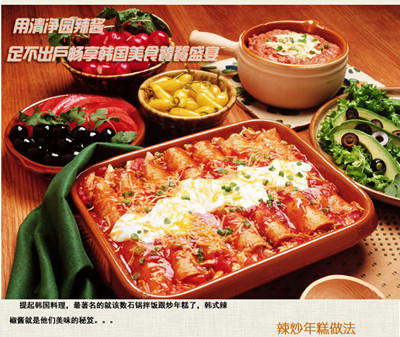 用清净园辣酱
足不出户畅享韩国美食饕餮盛宴
提起韩国料理，最著名的就该数石锅拌饭跟炒年糕了，韩式辣
椒酱就是他们美味的秘笈。。。
辣炒年糕做法